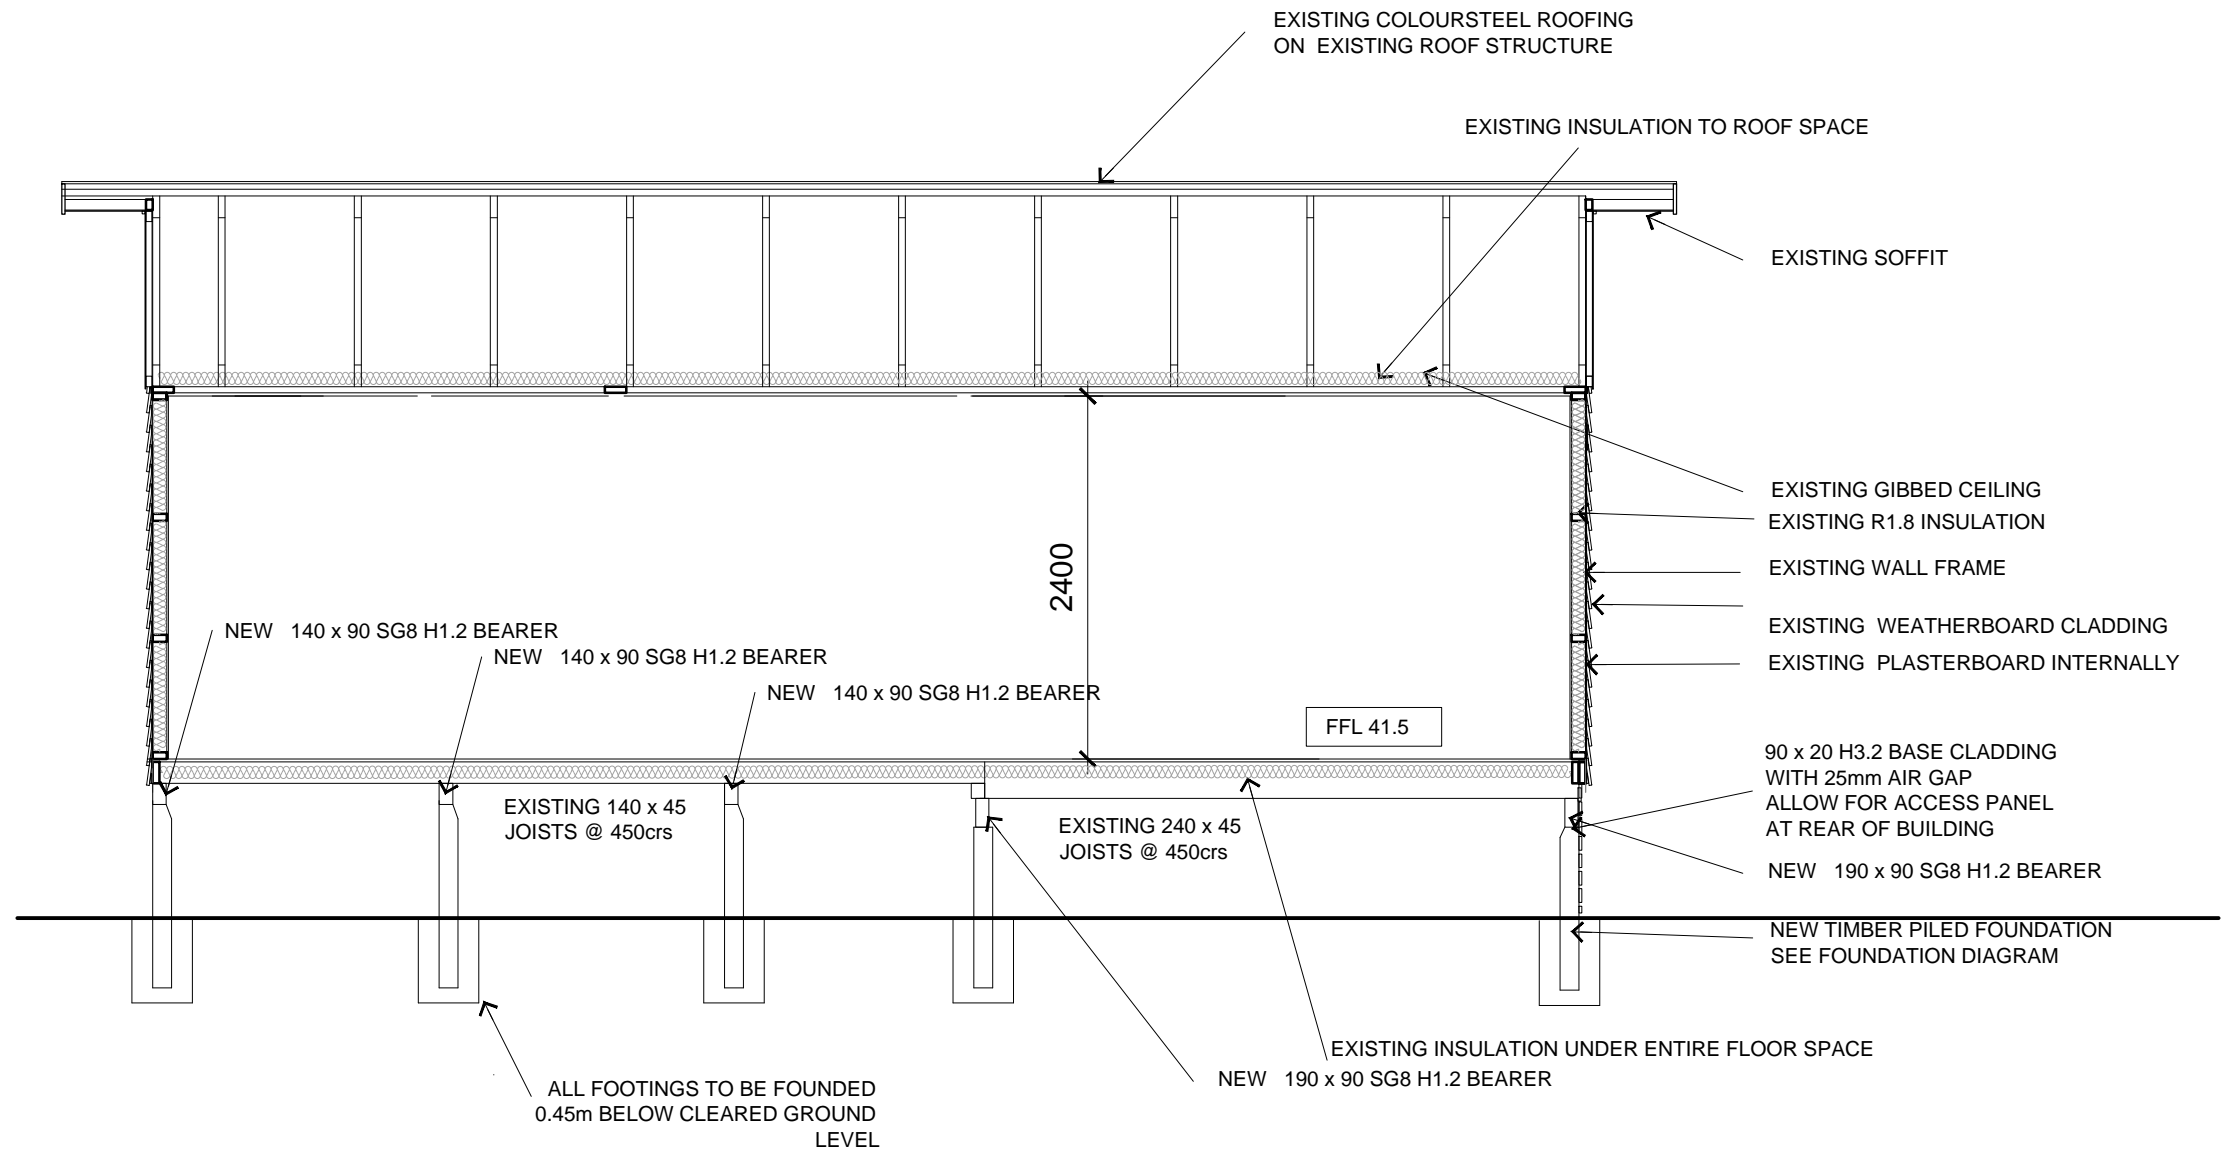 EXISTING COLOURSTEEL ROOFING
ON EXISTING ROOF STRUCTURE
EXISTING INSULATION TO ROOF SPACE
EXISTING SOFFIT
EXISTING GIBBED CEILING
EXISTING R1.8 INSULATION
EXISTING WALL FRAME
2400
EXISTING WEATHERBOARD CLADDING
NEW 140 x 90 SG8 H1.2 BEARER
NEW 140 x 90 SG8 H1.2 BEARER
EXISTING PLASTERBOARD INTERNALLY
NEW 140 x 90 SG8 H1.2 BEARER
FFL 41.5
90 x 20 H3.2 BASE CLADDING
WITH 25mm AIR GAP
ALLOW FOR ACCESS PANEL
AT REAR OF BUILDING
EXISTING 140 x 45
JOISTS @ 450crs
EXISTING 240 x 45
JOISTS @ 450crs
NEW 190 x 90 SG8 H1.2 BEARER
NEW TIMBER PILED FOUNDATION
SEE FOUNDATION DIAGRAM
EXISTING INSULATION UNDER ENTIRE FLOOR SPACE
NEW 190 x 90 SG8 H1.2 BEARER
ALL FOOTINGS TO BE FOUNDED
0.45m BELOW CLEARED GROUND
LEVEL